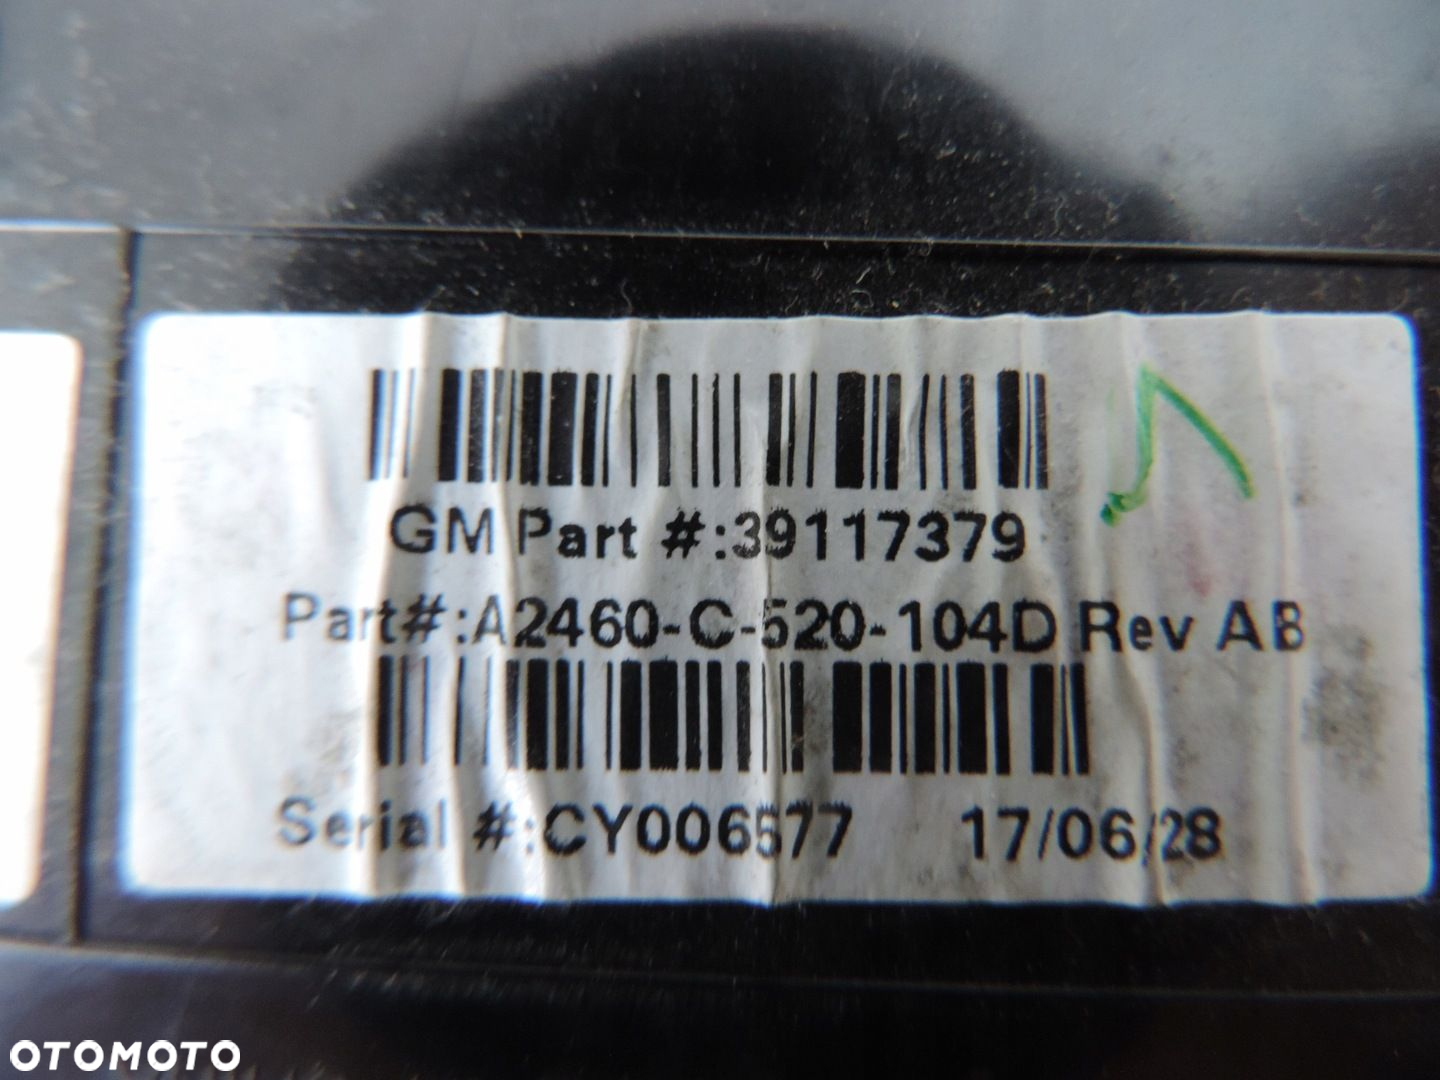 GM Part #:39117379
Part#:A2460-C-520-104D Rev AB
Serial #:CY006577 17/06/28
OTOMOTO